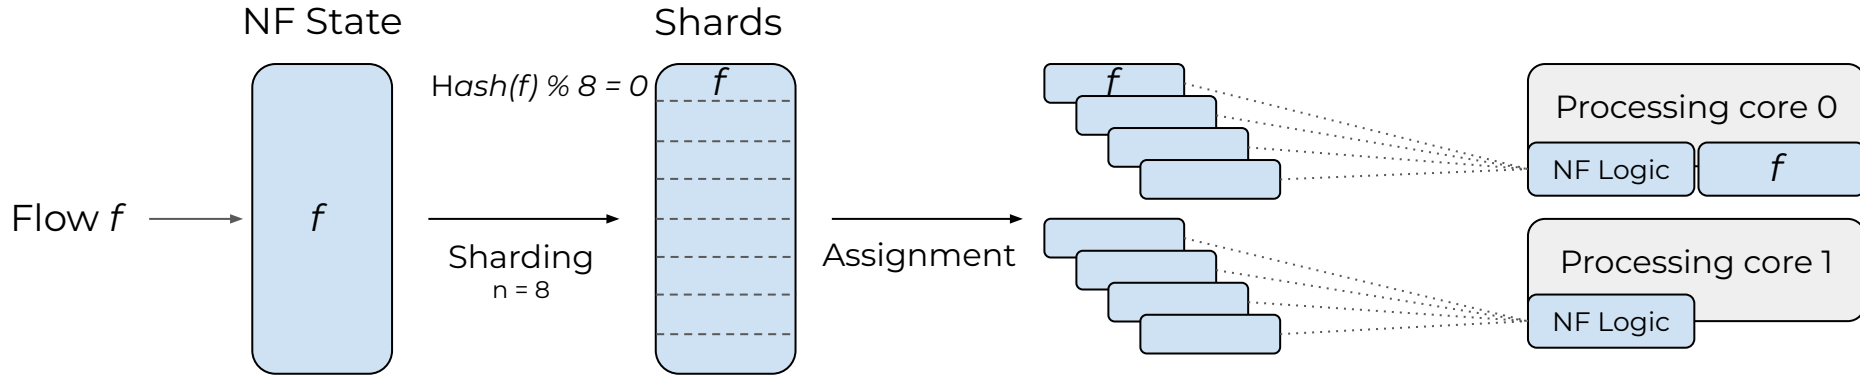 NF State
Shards
Hash(f) % 8 = 0
f
f
Processing core 0
NF Logic
f
Flow f
f
Sharding
n = 8
Assignment
Processing core 1
NF Logic